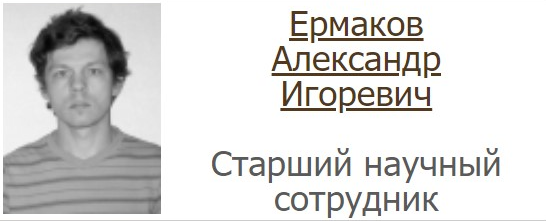 Ермаков
Александр
Игоревич
Старший научный
сотрудник